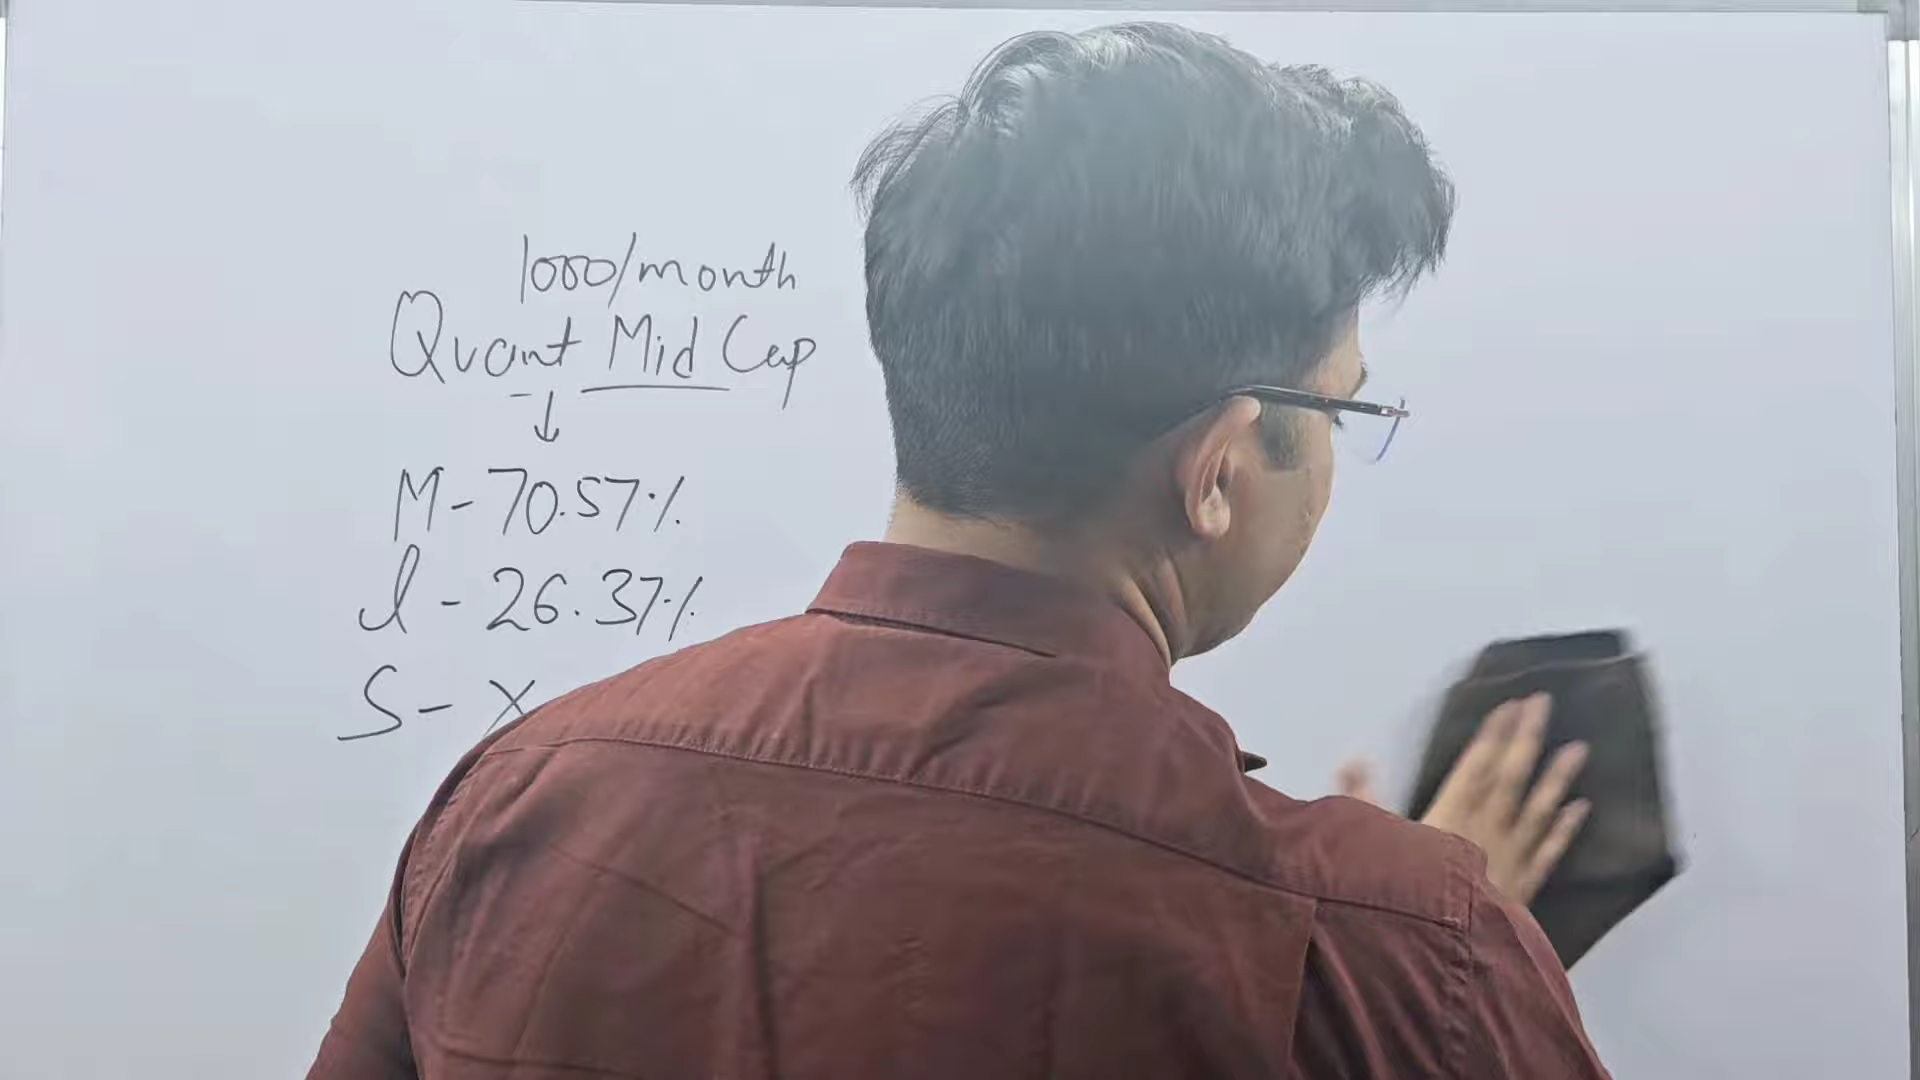 1000/month
Quant Mid Cap
↓
M - 70.57%
l - 26.37%
S - X